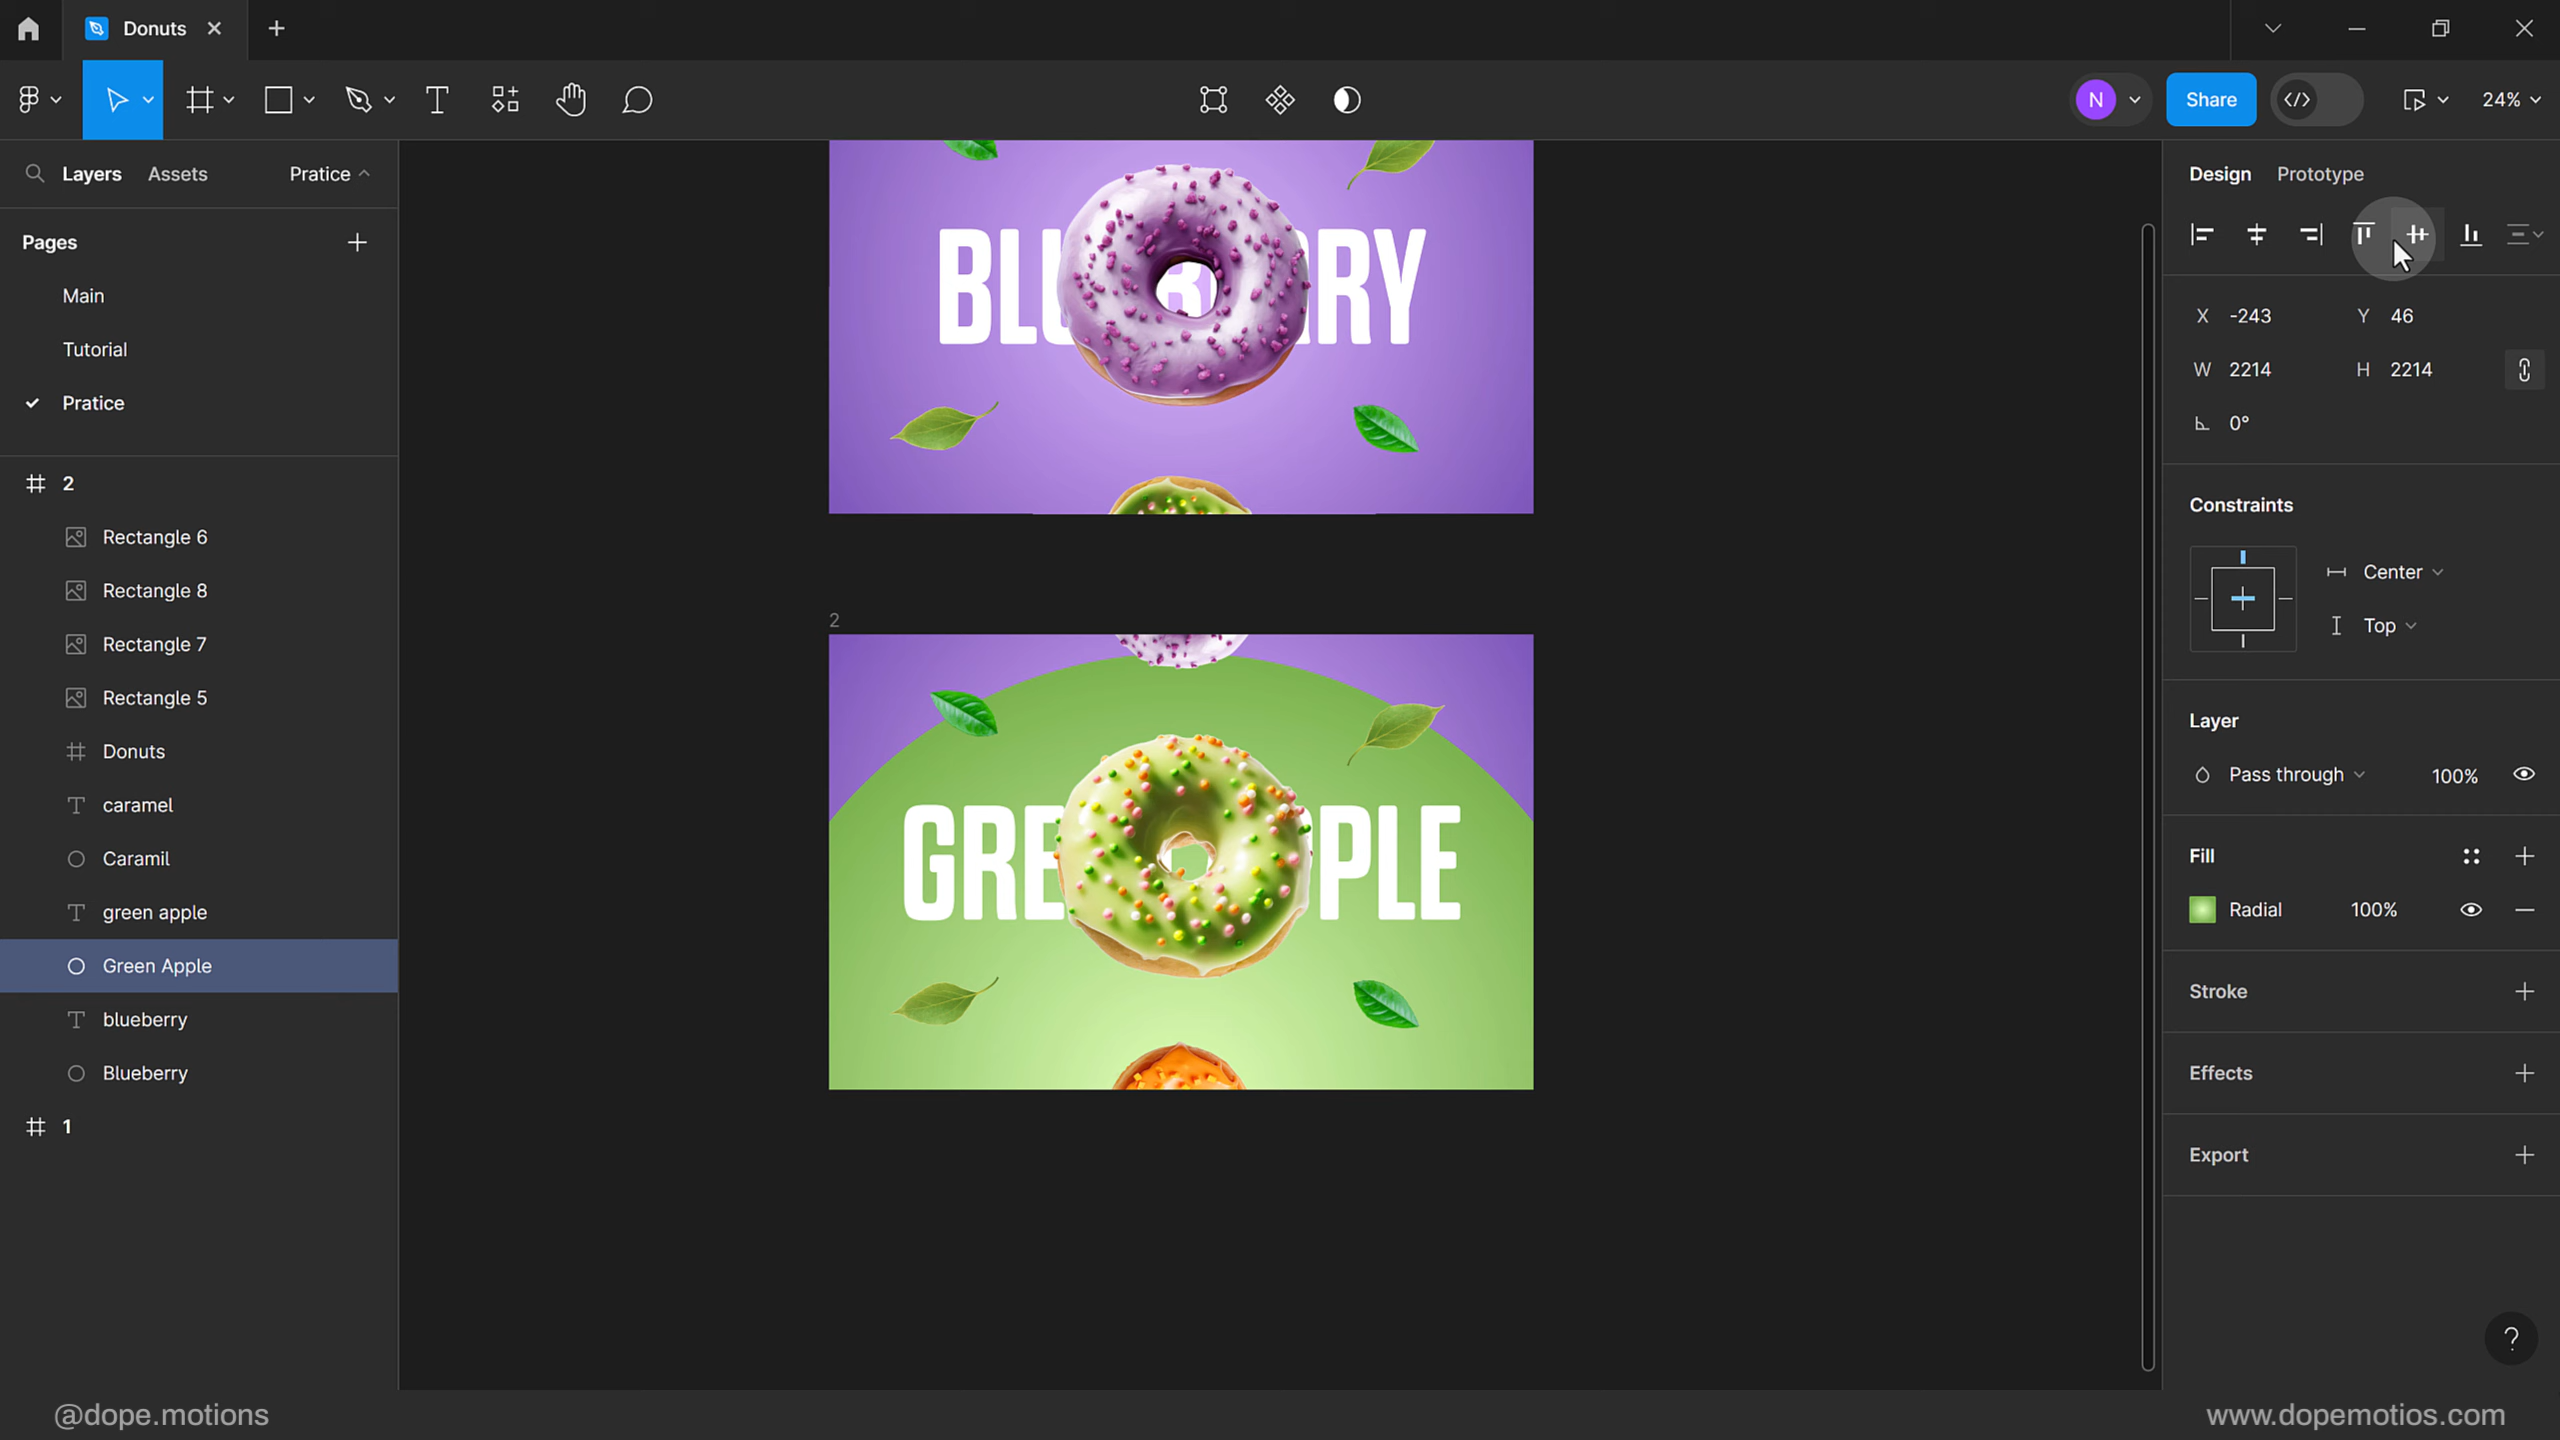 Donuts
N
Share
24%
Layers
Assets
Pratice
Design
Prototype
Pages
Main
Tutorial
Pratice
X -243
Y 46
W 2214
H 2214
0°
Constraints
Center
Top
Layer
Pass through
100%
Fill
Radial
100%
Stroke
Effects
Export
2
Rectangle 6
Rectangle 8
Rectangle 7
Rectangle 5
Donuts
caramel
Caramil
green apple
Green Apple
blueberry
Blueberry
1
BLU RRY
2
GRE PLE
?
@dope.motions
www.dopemotios.com